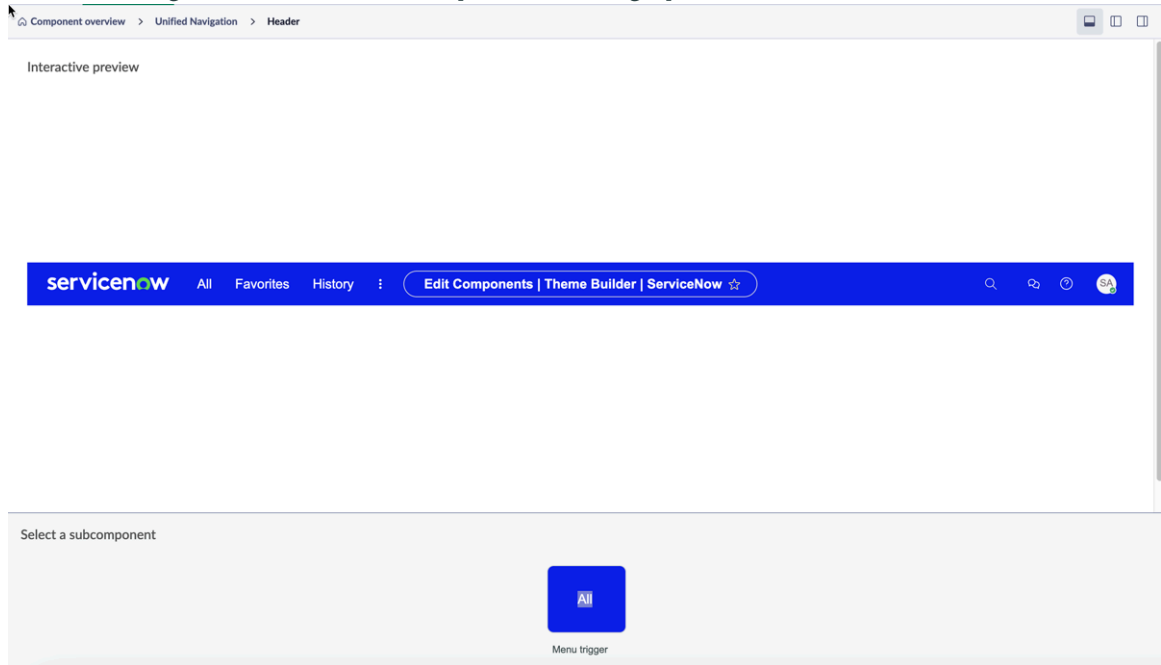 Component overview > Unified Navigation > Header
Interactive preview
servicenow All Favorites History Edit Components | Theme Builder | ServiceNow SA
Select a subcomponent
All
Menu trigger